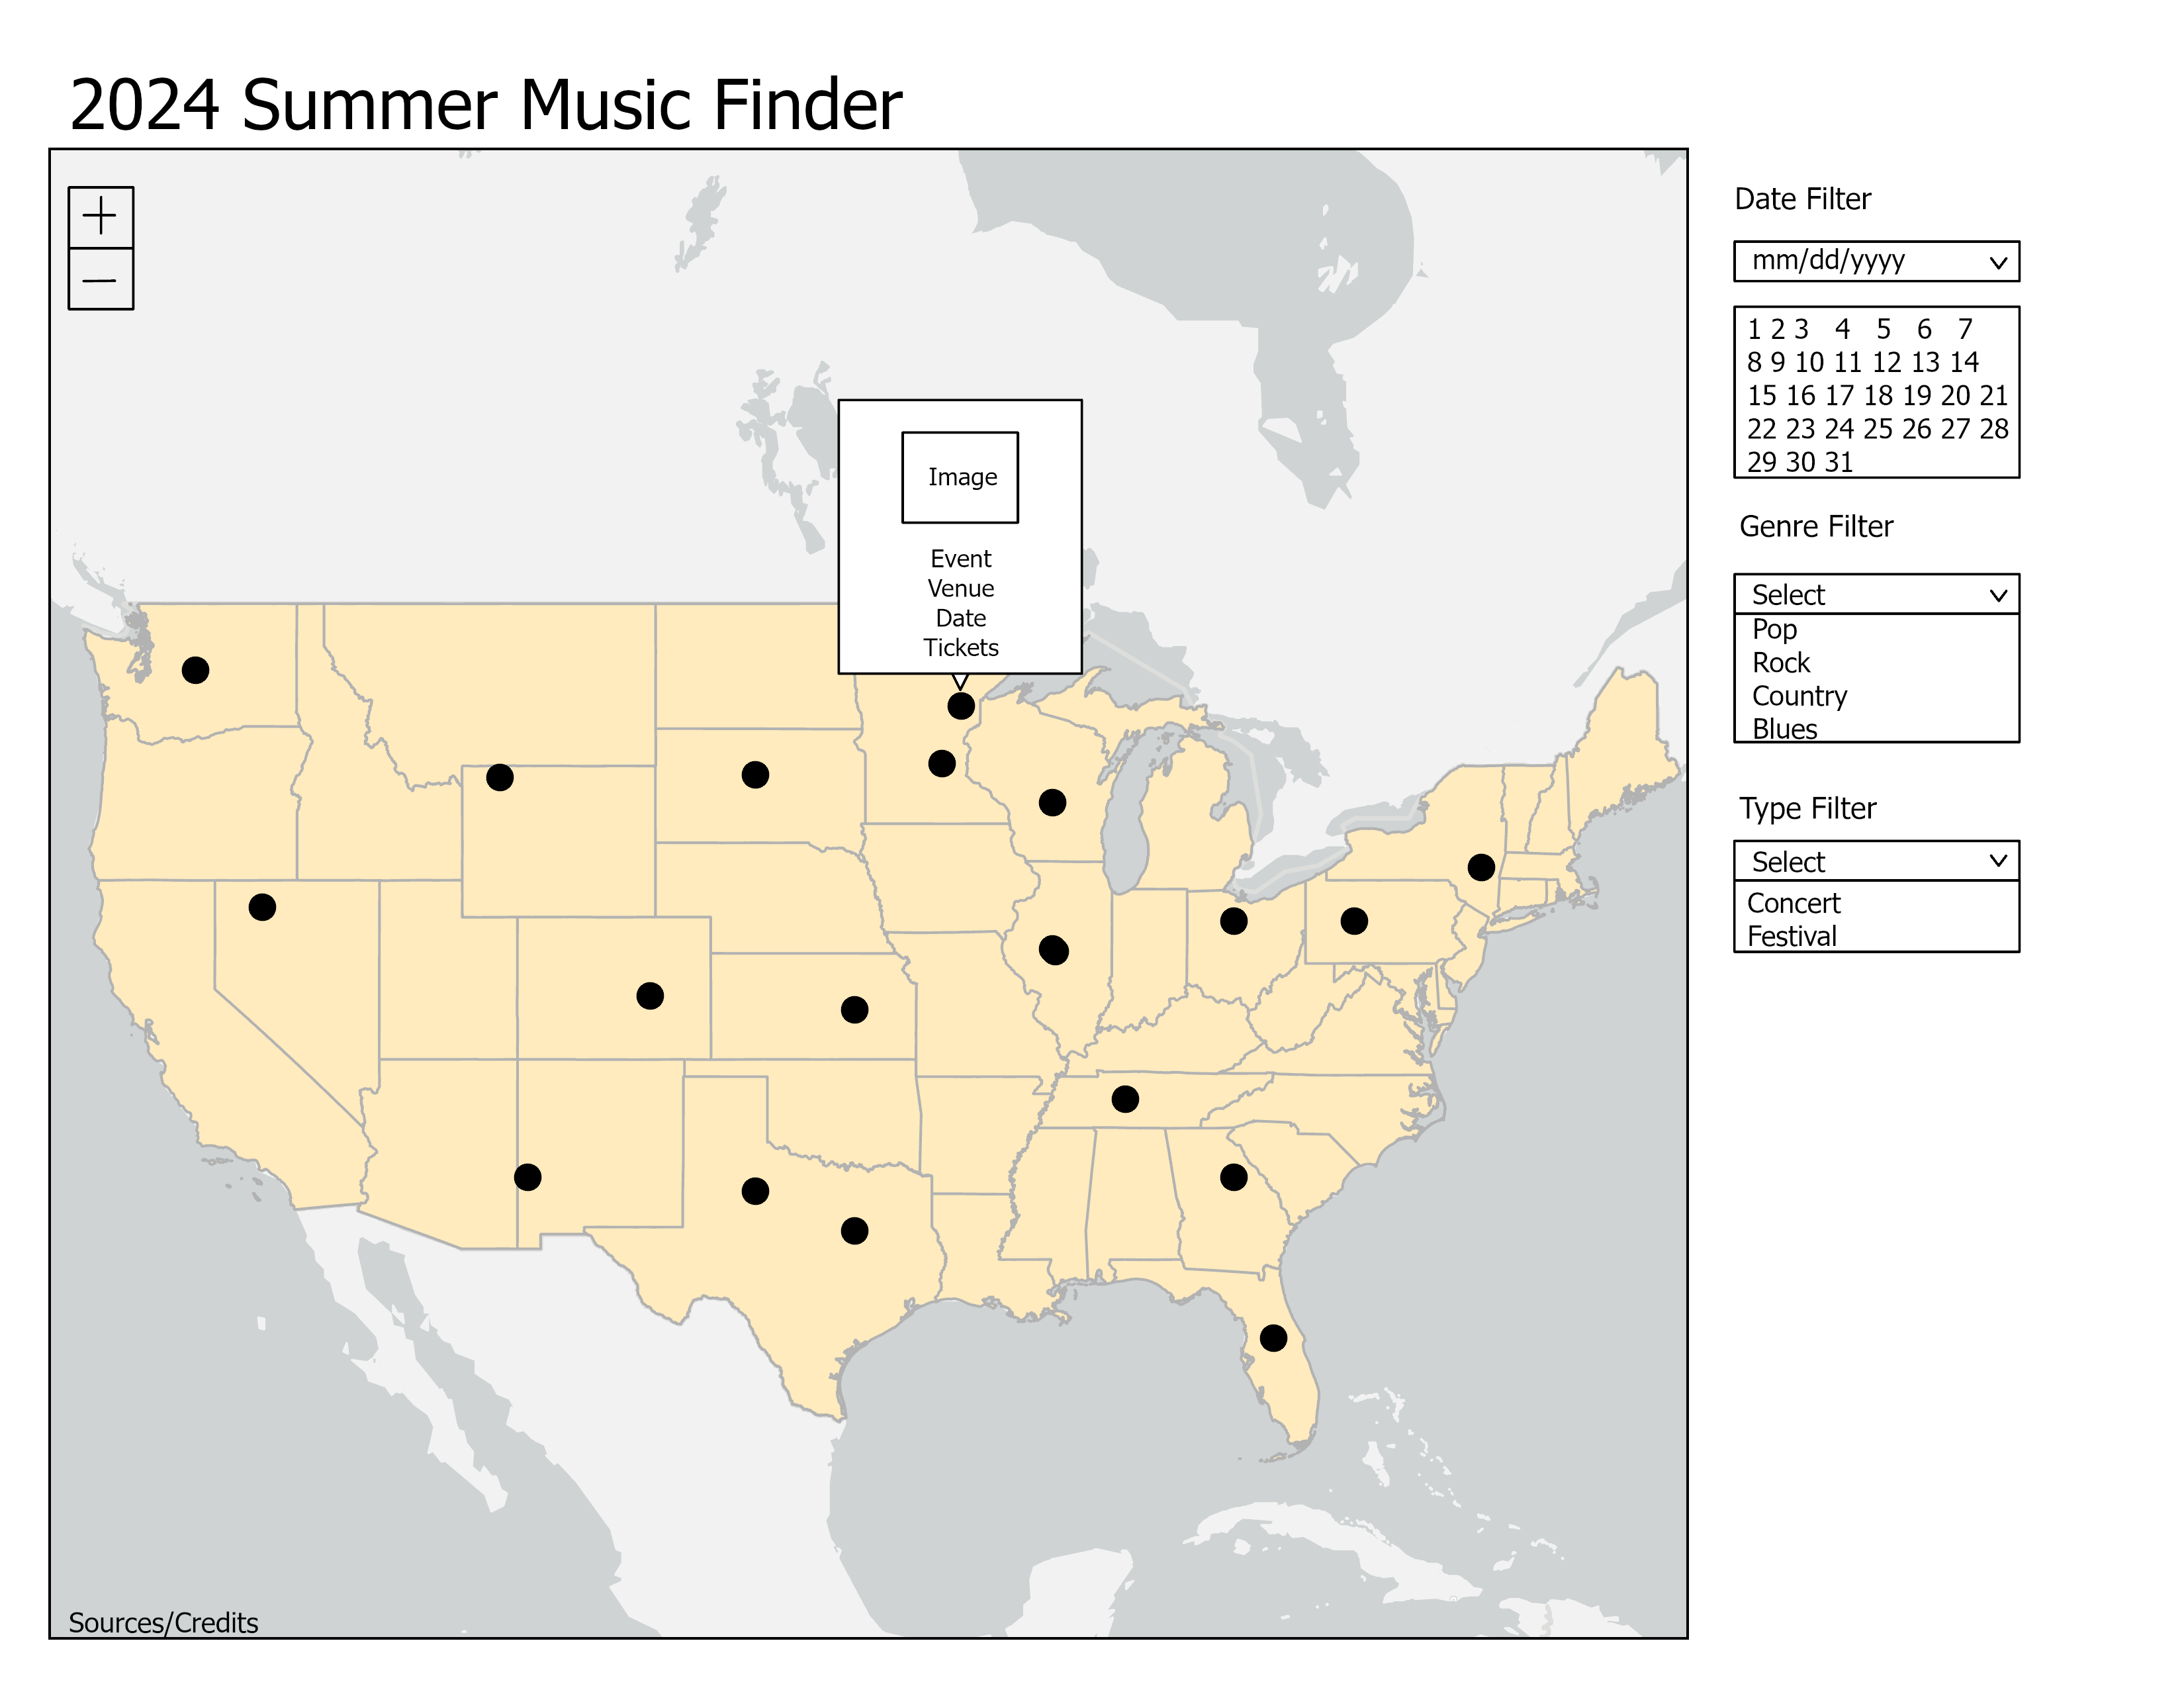 2024 Summer Music Finder
+
−
Image
Event
Venue
Date
Tickets
Sources/Credits
Date Filter
mm/dd/yyyy
1 2 3 4 5 6 7
8 9 10 11 12 13 14
15 16 17 18 19 20 21
22 23 24 25 26 27 28
29 30 31
Genre Filter
Select
Pop
Rock
Country
Blues
Type Filter
Select
Concert
Festival